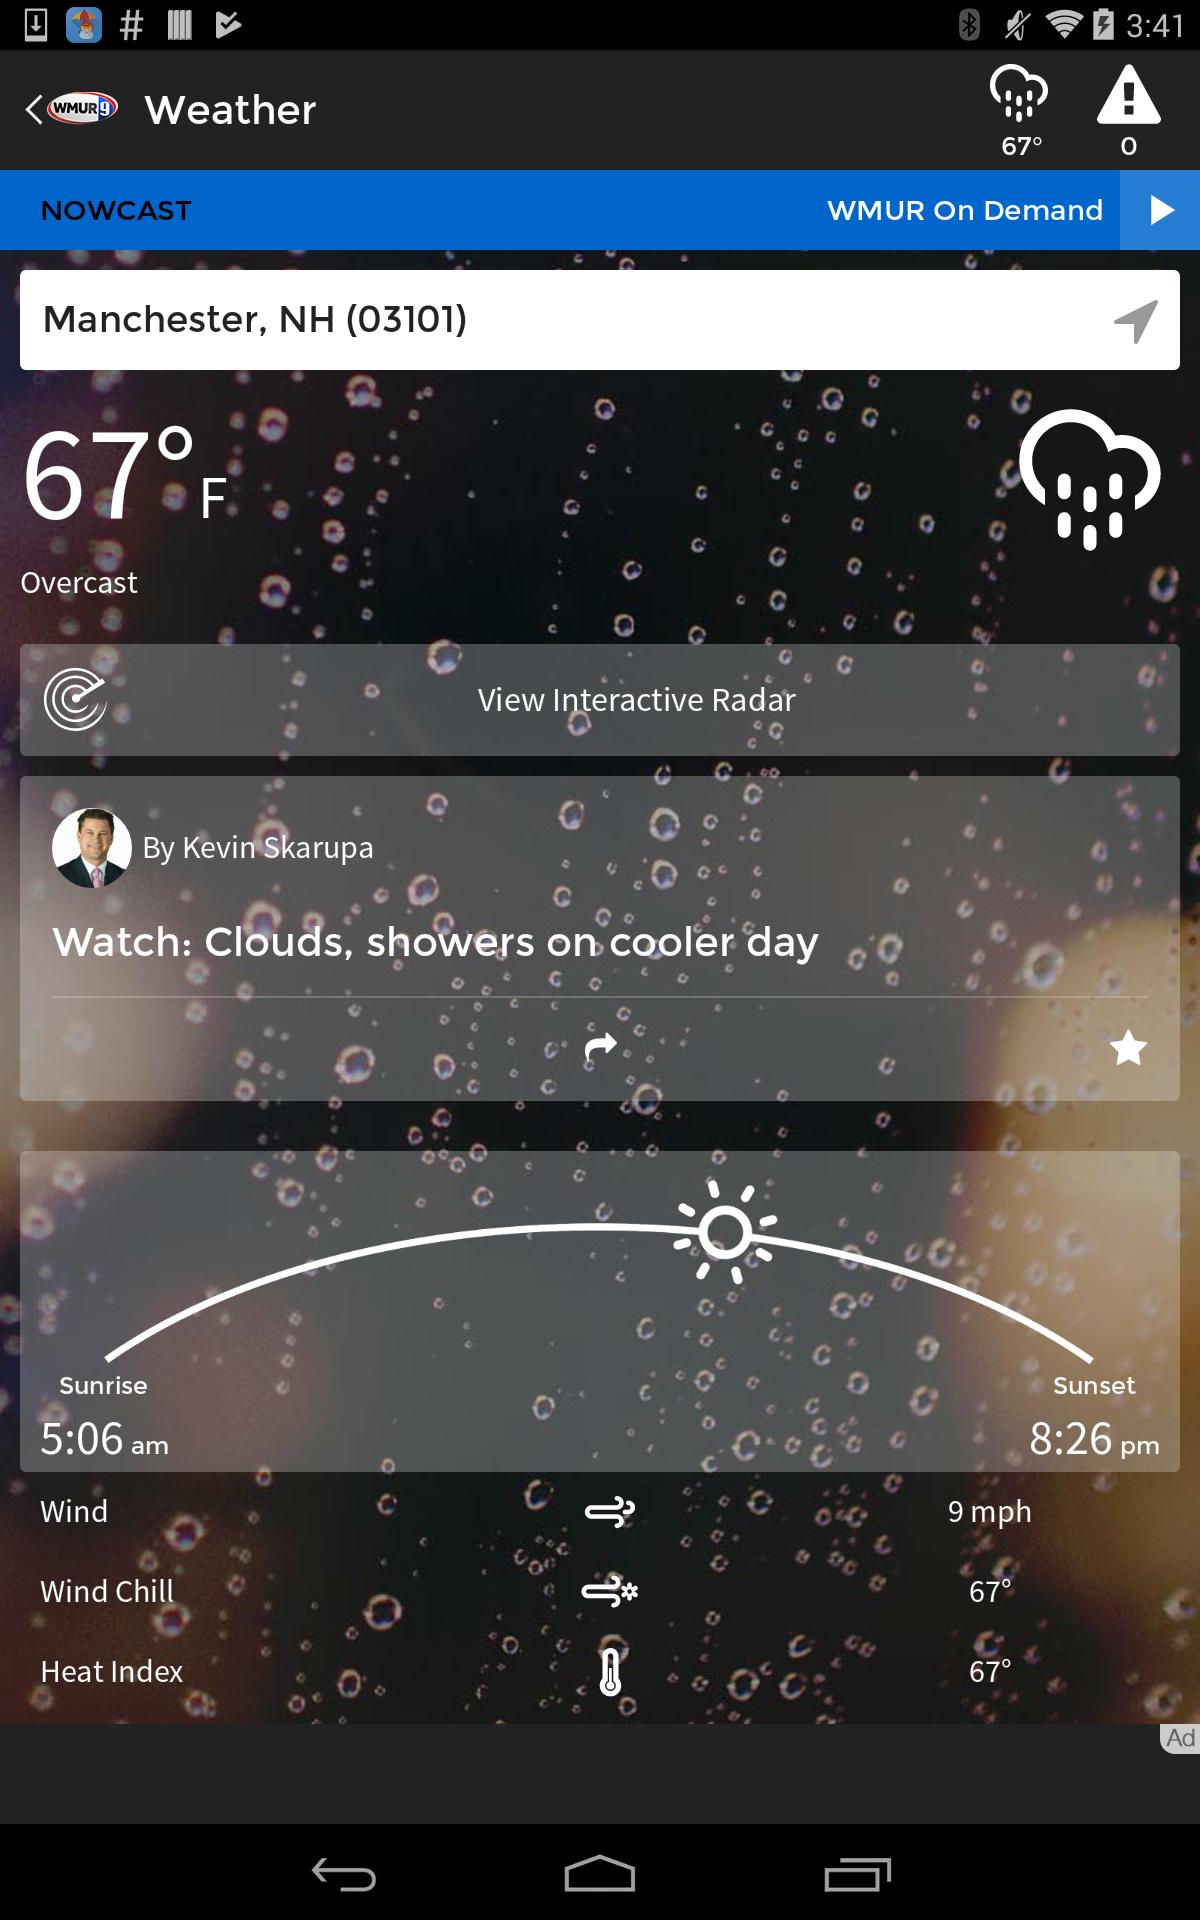 3:41
WMUR 9
Weather
67°
0
NOWCAST
WMUR On Demand
Manchester, NH (03101)
67° F
Overcast
View Interactive Radar
By Kevin Skarupa
Watch: Clouds, showers on cooler day
Sunrise
Sunset
5:06 am
8:26 pm
Wind 9 mph
Wind Chill 67°
Heat Index 67°
Ad